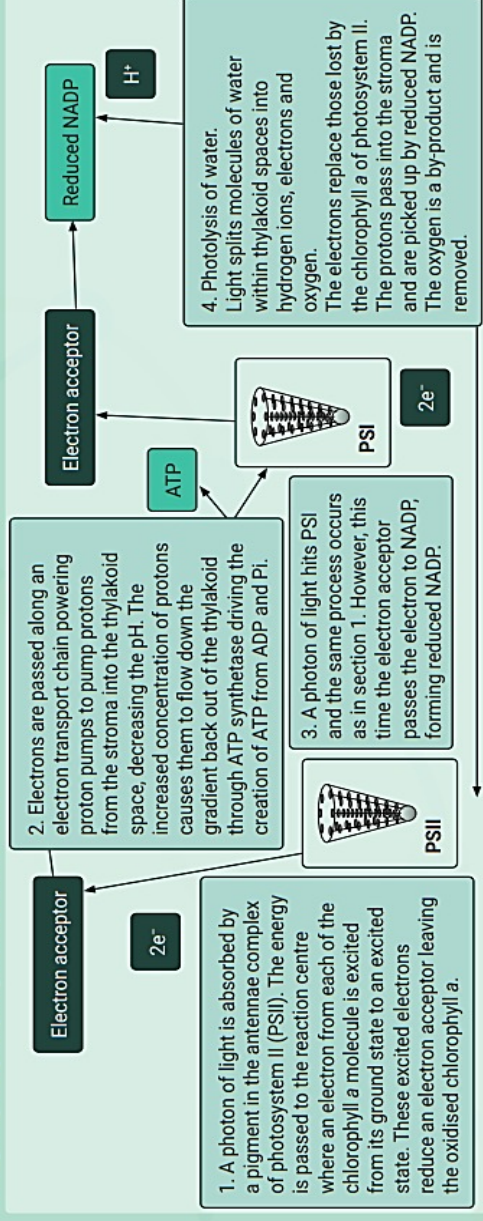 Electron acceptor
2e⁻
1. A photon of light is absorbed by
a pigment in the antennae complex
of photosystem II (PSII). The energy
is passed to the reaction centre
where an electron from each of the
chlorophyll a molecule is excited
from its ground state to an excited
state. These excited electrons
reduce an electron acceptor leaving
the oxidised chlorophyll a.
PSII
2. Electrons are passed along an
electron transport chain powering
proton pumps to pump protons
from the stroma into the thylakoid
space, decreasing the pH. The
increased concentration of protons
causes them to flow down the
gradient back out of the thylakoid
through ATP synthetase driving the
creation of ATP from ADP and Pi.
ATP
3. A photon of light hits PSI
and the same process occurs
as in section 1. However, this
time the electron acceptor
passes the electron to NADP,
forming reduced NADP.
Electron acceptor
PSI
2e⁻
Reduced NADP
H⁺
4. Photolysis of water.
Light splits molecules of water
within thylakoid spaces into
hydrogen ions, electrons and
oxygen.
The electrons replace those lost by
the chlorophyll a of photosystem II.
The protons pass into the stroma
and are picked up by reduced NADP.
The oxygen is a by-product and is
removed.